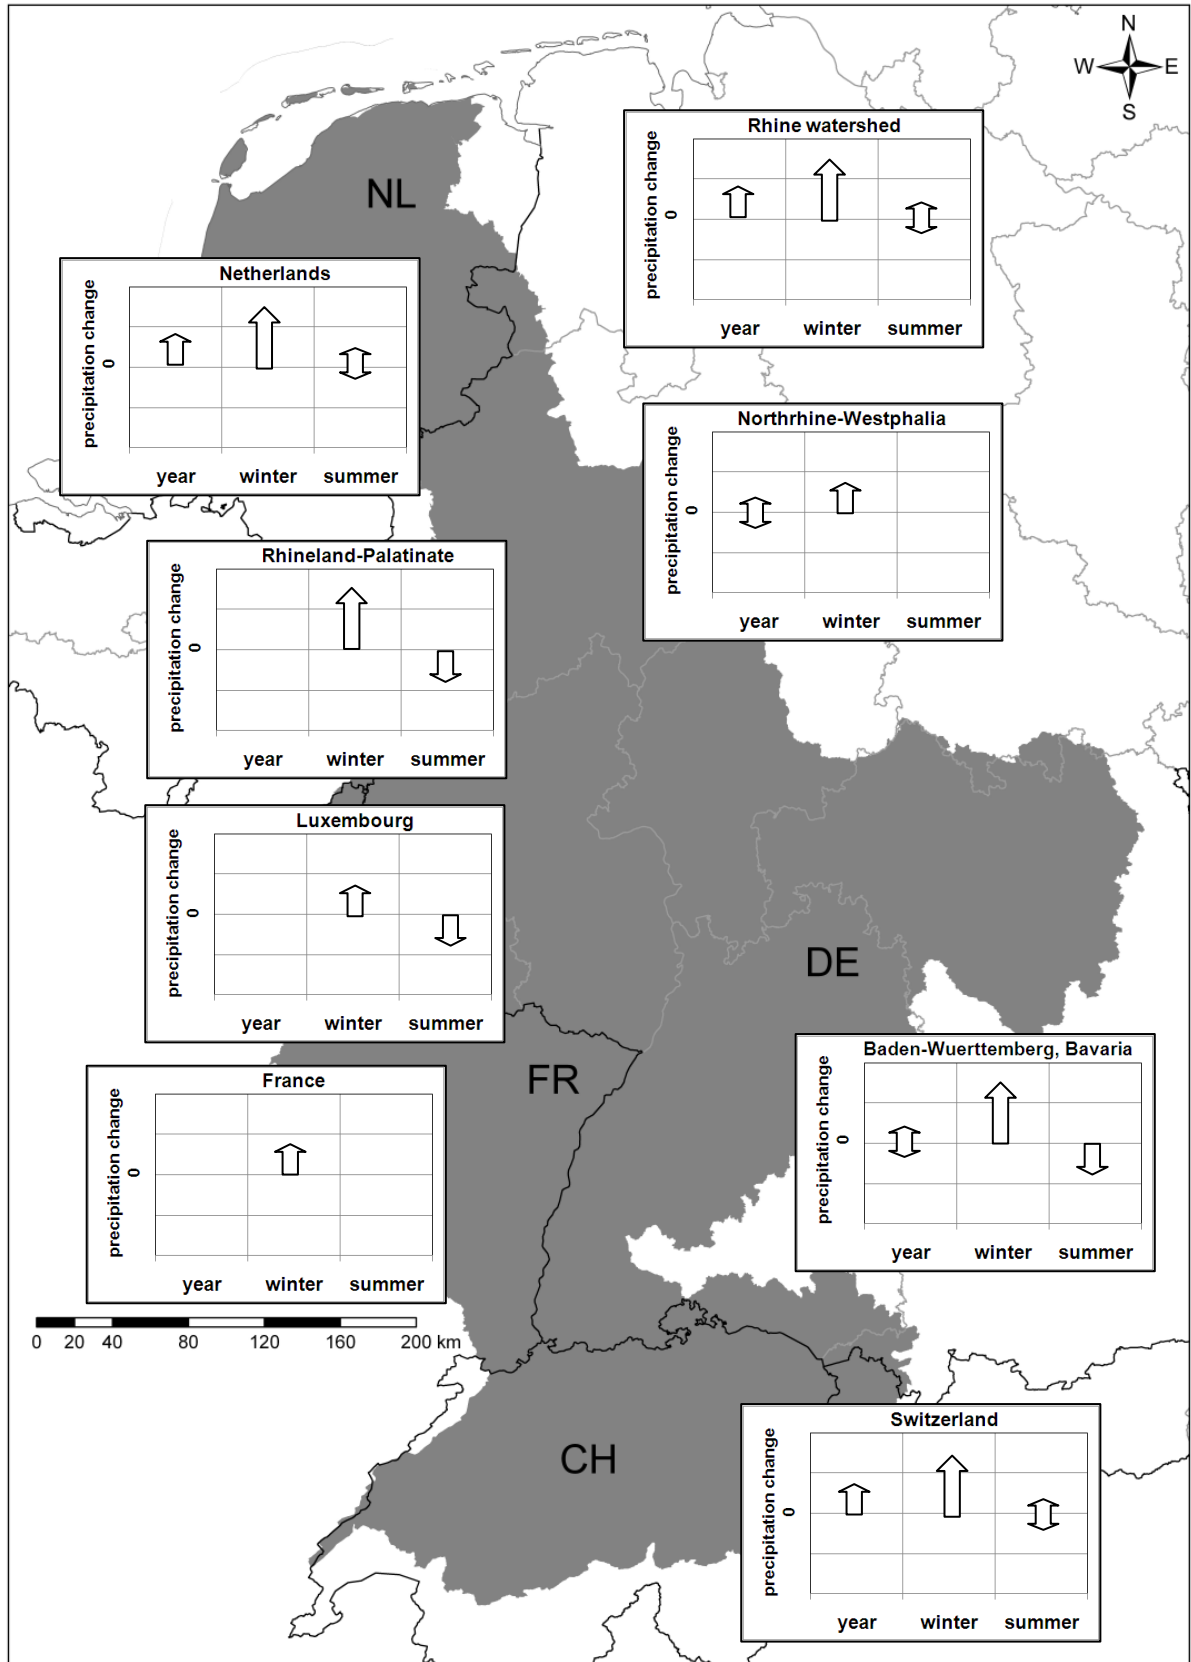 N
W E
S
Rhine watershed
precipitation change
0
year winter summer
NL
Netherlands
precipitation change
0
year winter summer
Northrhine-Westphalia
precipitation change
0
year winter summer
Rhineland-Palatinate
precipitation change
0
year winter summer
Luxembourg
precipitation change
0
year winter summer
DE
FR
Baden-Wuerttemberg, Bavaria
precipitation change
0
year winter summer
France
precipitation change
0
year winter summer
0 20 40 80 120 160 200 km
CH
Switzerland
precipitation change
0
year winter summer